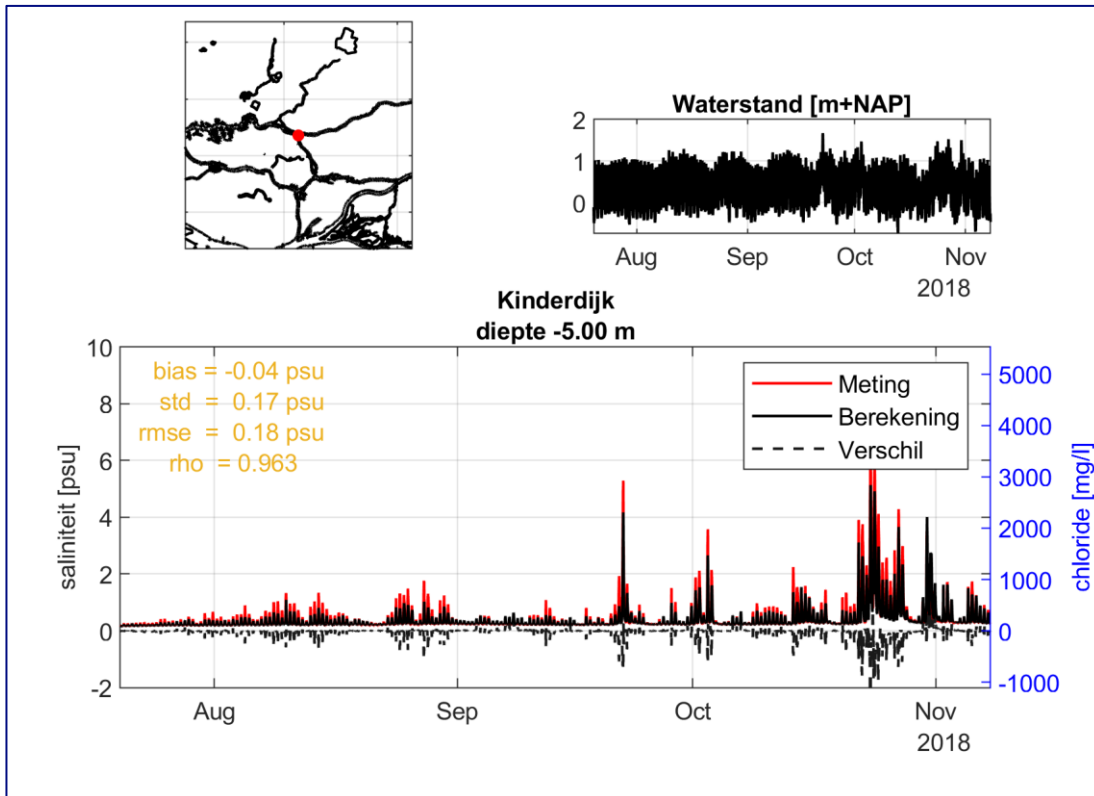 Waterstand [m+NAP]
2
1
0
Aug Sep Oct Nov
2018
Kinderdijk
diepte -5.00 m
10
8
6
4
2
0
-2
saliniteit [psu]
bias = -0.04 psu
std = 0.17 psu
rmse = 0.18 psu
rho = 0.963
Meting
Berekening
Verschil
5000
4000
3000
2000
1000
0
-1000
chloride [mg/l]
Aug Sep Oct Nov
2018